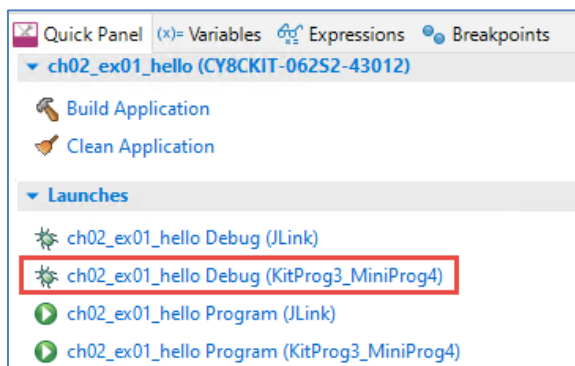 Quick Panel (x)= Variables Expressions Breakpoints
ch02_ex01_hello (CY8CKIT-062S2-43012)
Build Application
Clean Application
Launches
ch02_ex01_hello Debug (JLink)
ch02_ex01_hello Debug (KitProg3_MiniProg4)
ch02_ex01_hello Program (JLink)
ch02_ex01_hello Program (KitProg3_MiniProg4)